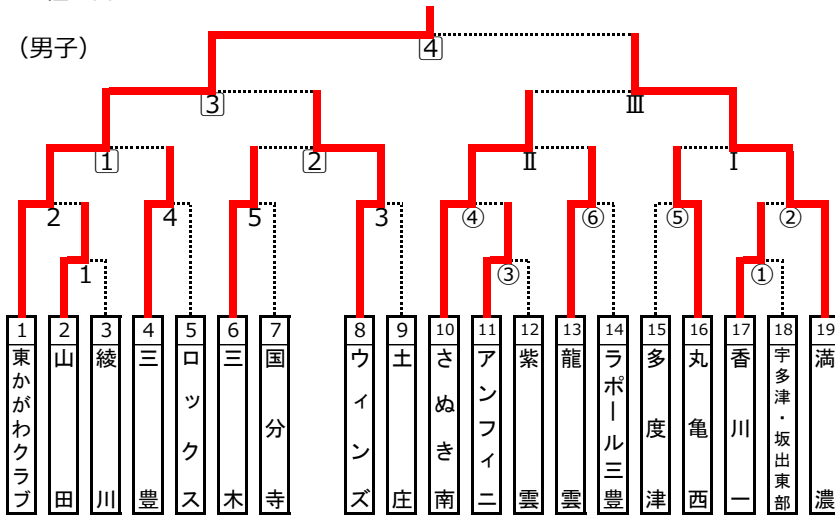 (男子)
4
3 Ⅲ
1 2 Ⅱ Ⅰ
2 4 5 3 ④ ⑥ ⑤ ②
1 ③ ①
1 東かがわクラブ
2 山田
3 綾川
4 三豊
5 ロックス
6 三木
7 国分寺
8 ウィンズ
9 土庄
10 さぬき南
11 アンフィニ
12 紫雲
13 龍雲
14 ラポール三豊
15 多度津
16 丸亀西
17 香川一
18 宇多津・坂出東部
19 満濃